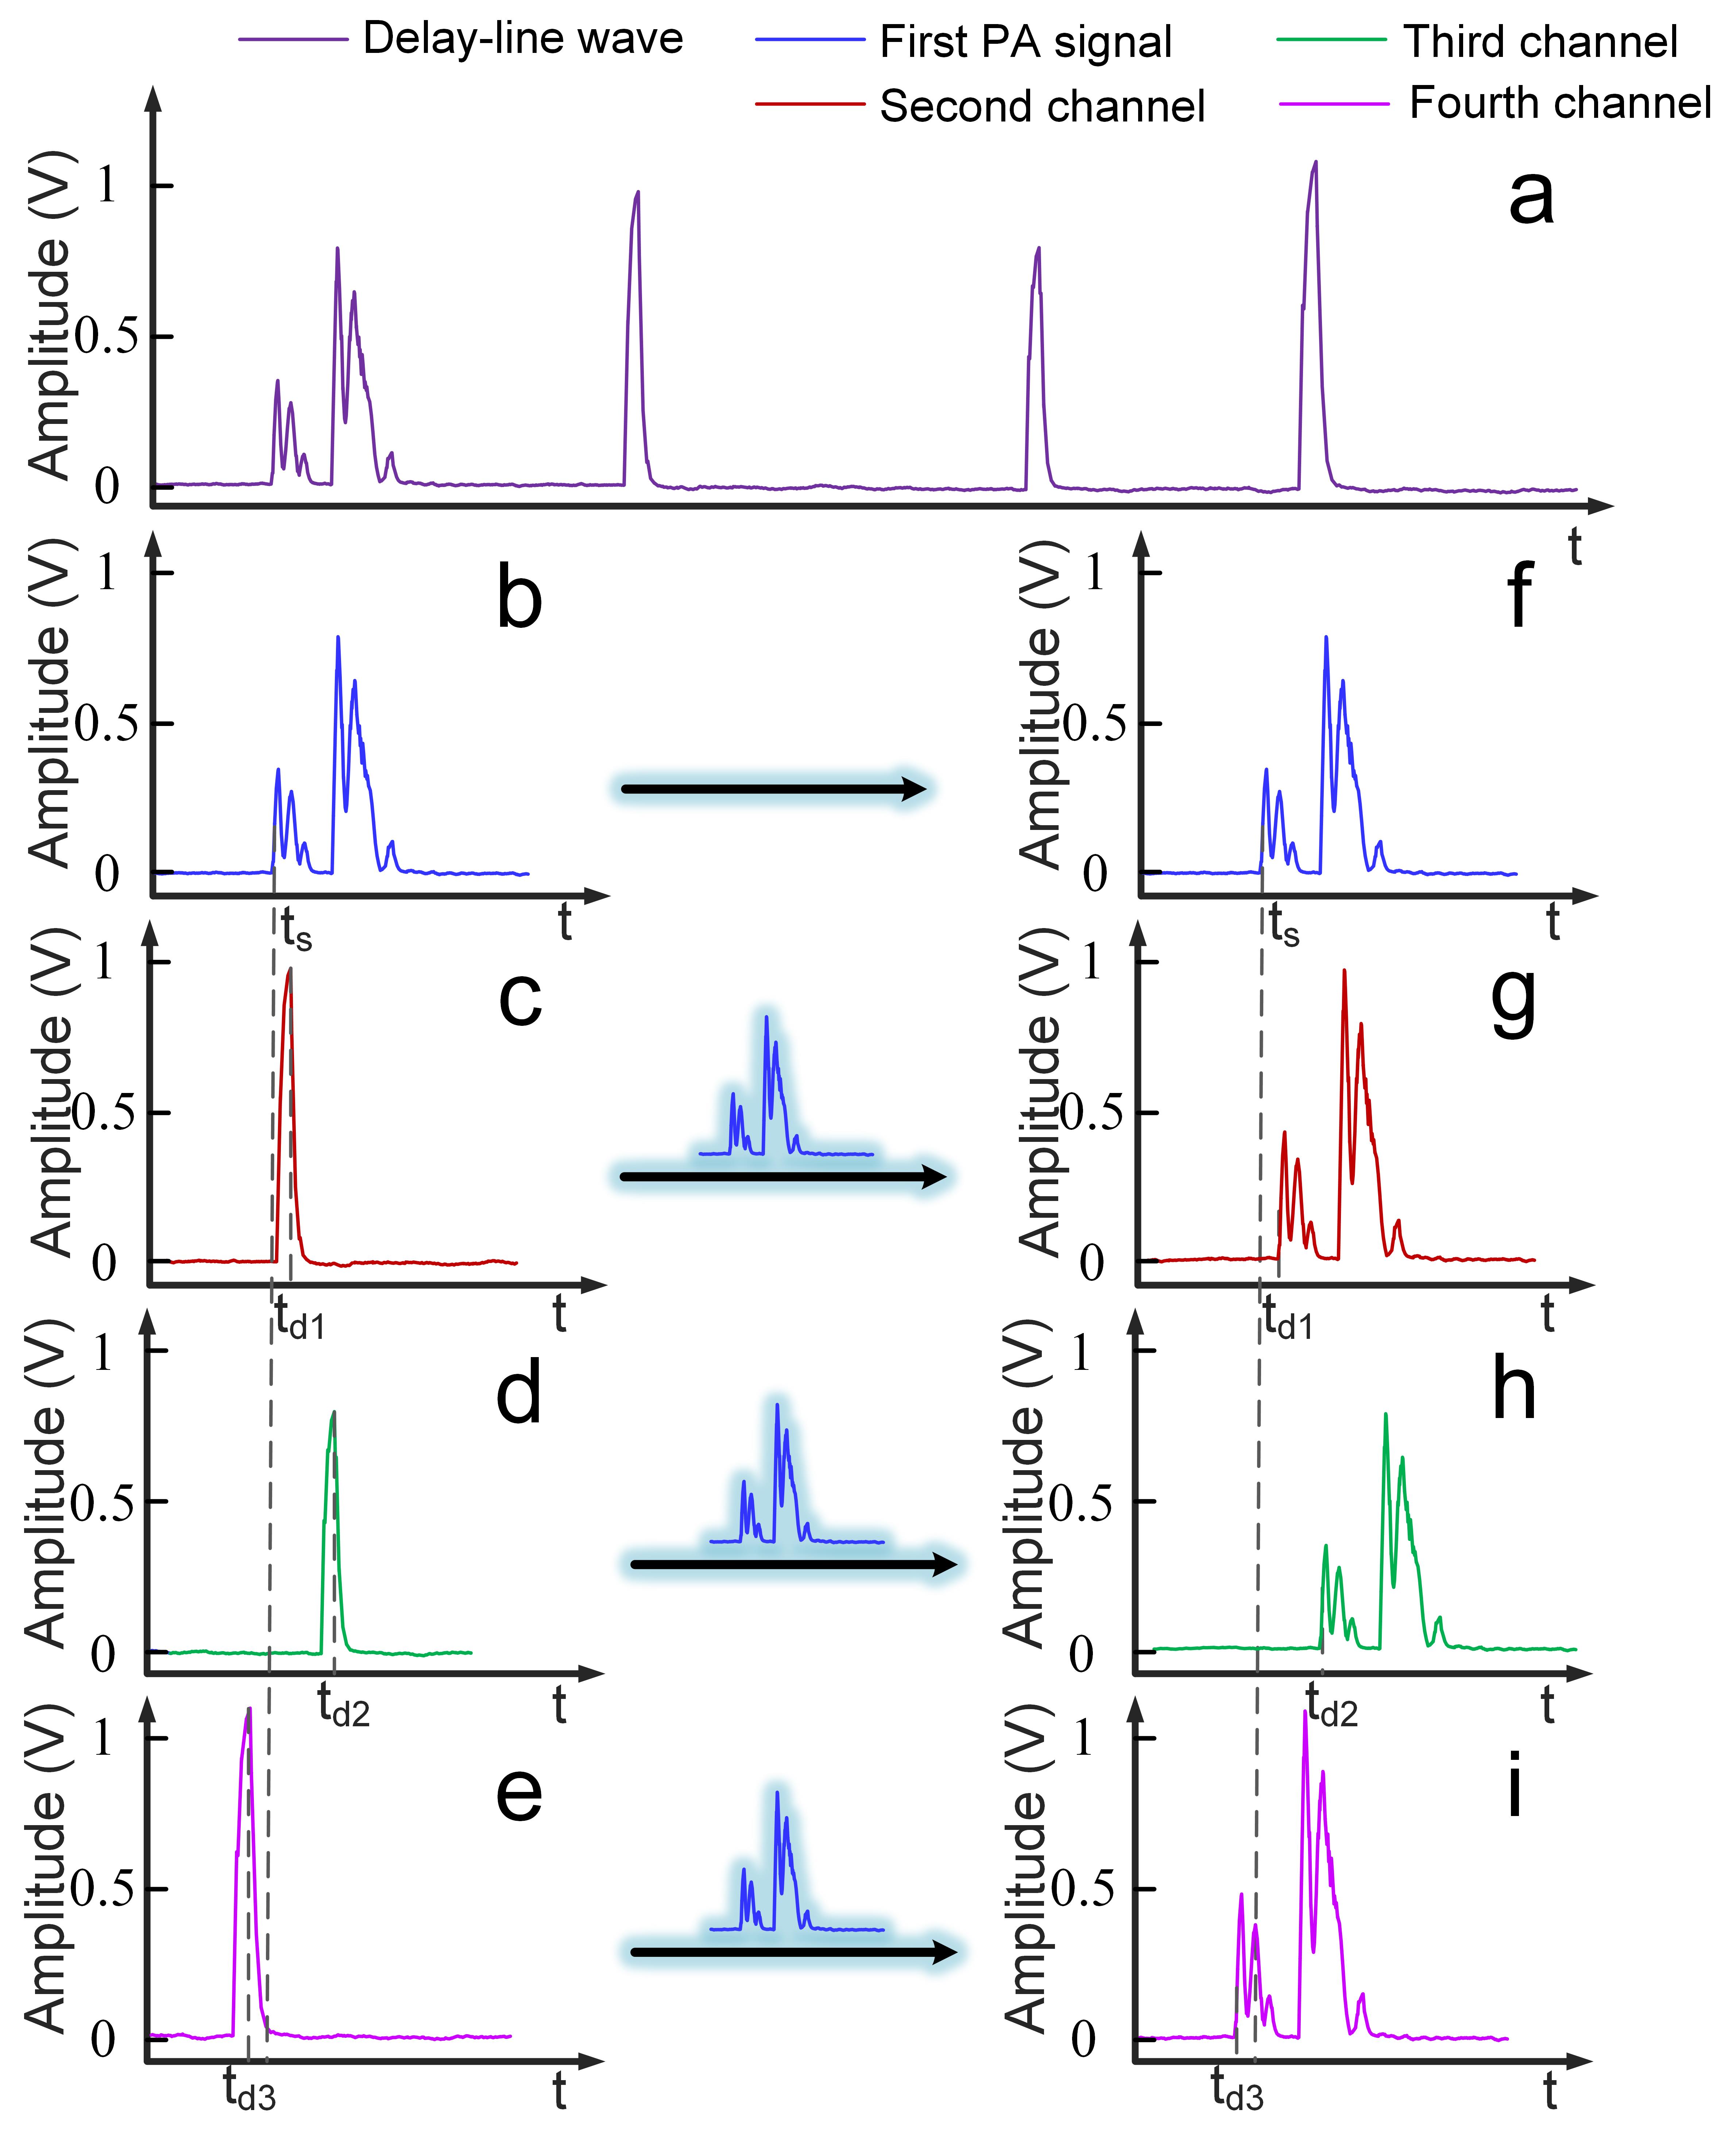 Delay-line wave
First PA signal
Third channel
Second channel
Fourth channel
Amplitude (V)
1
0.5
0
a
t
Amplitude (V)
1
0.5
0
b
t
ts
Amplitude (V)
1
0.5
0
f
t
ts
Amplitude (V)
1
0.5
0
c
t
td1
Amplitude (V)
1
0.5
0
g
t
td1
Amplitude (V)
1
0.5
0
d
t
td2
Amplitude (V)
1
0.5
0
h
t
td2
Amplitude (V)
1
0.5
0
e
t
td3
Amplitude (V)
1
0.5
0
i
t
td3